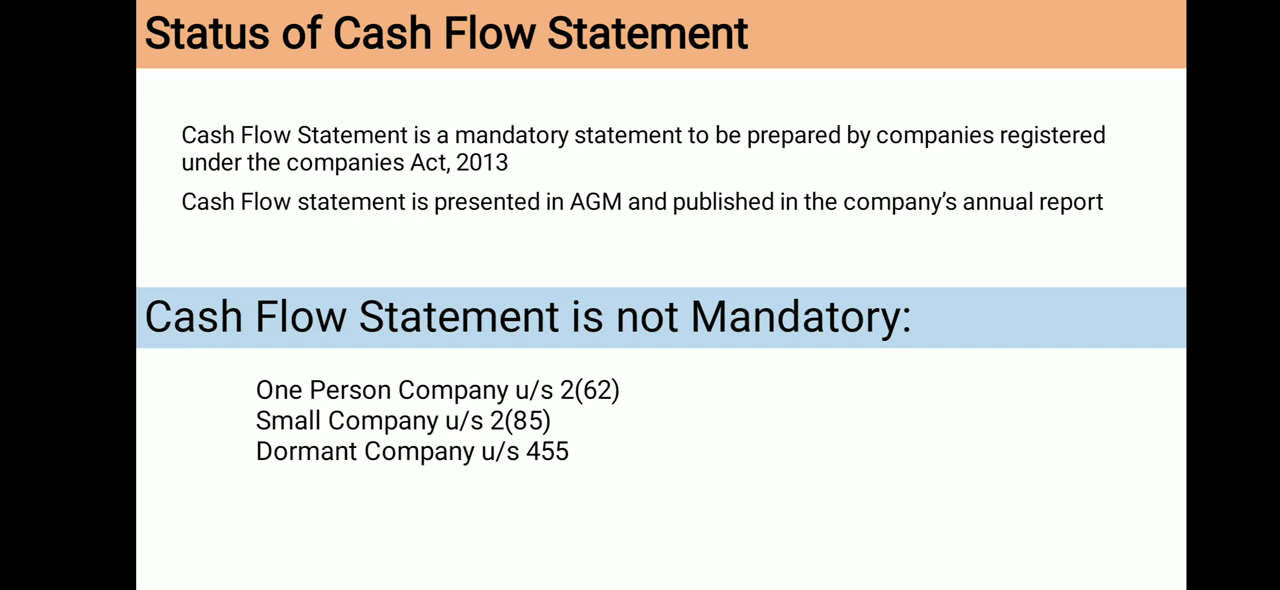 Status of Cash Flow Statement
Cash Flow Statement is a mandatory statement to be prepared by companies registered
under the companies Act, 2013
Cash Flow statement is presented in AGM and published in the company’s annual report
Cash Flow Statement is not Mandatory:
One Person Company u/s 2(62)
Small Company u/s 2(85)
Dormant Company u/s 455